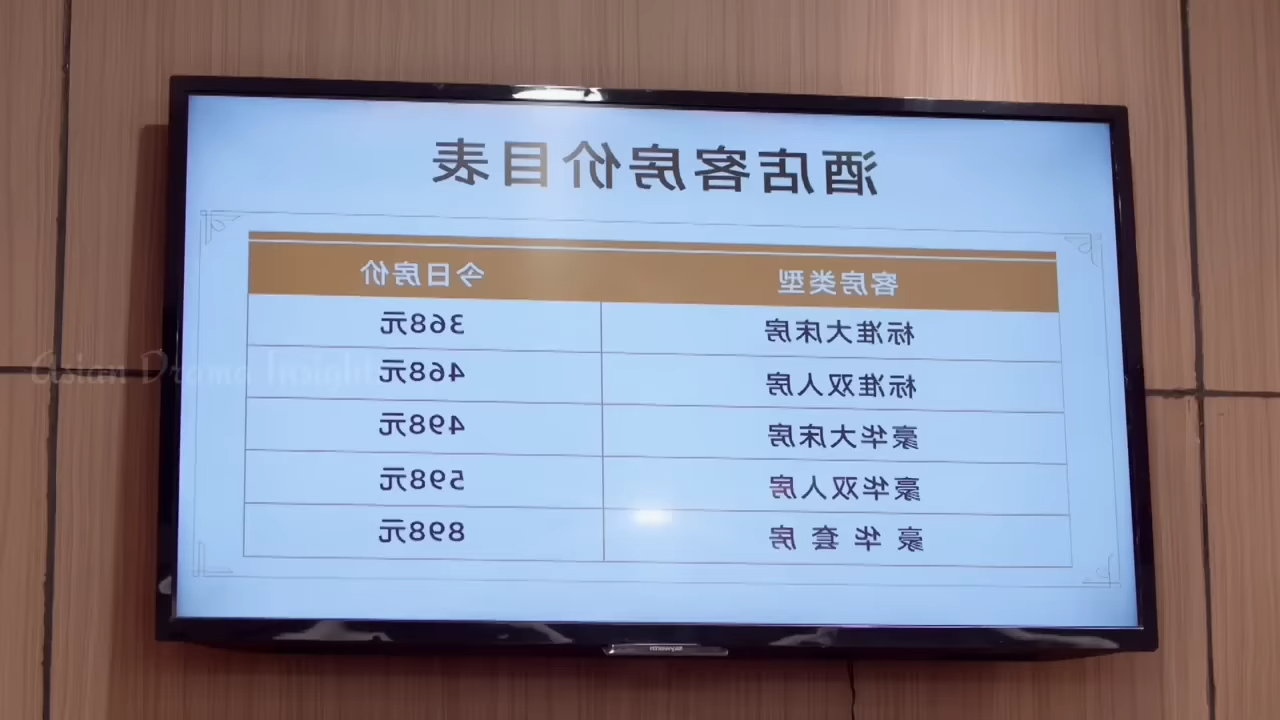 酒店客房价目表
客房类型 今日房价
标准大床房 368元
标准双人房 468元
豪华大床房 498元
豪华双人房 598元
豪华套房 898元
Asian Drama Insight
Skyworth